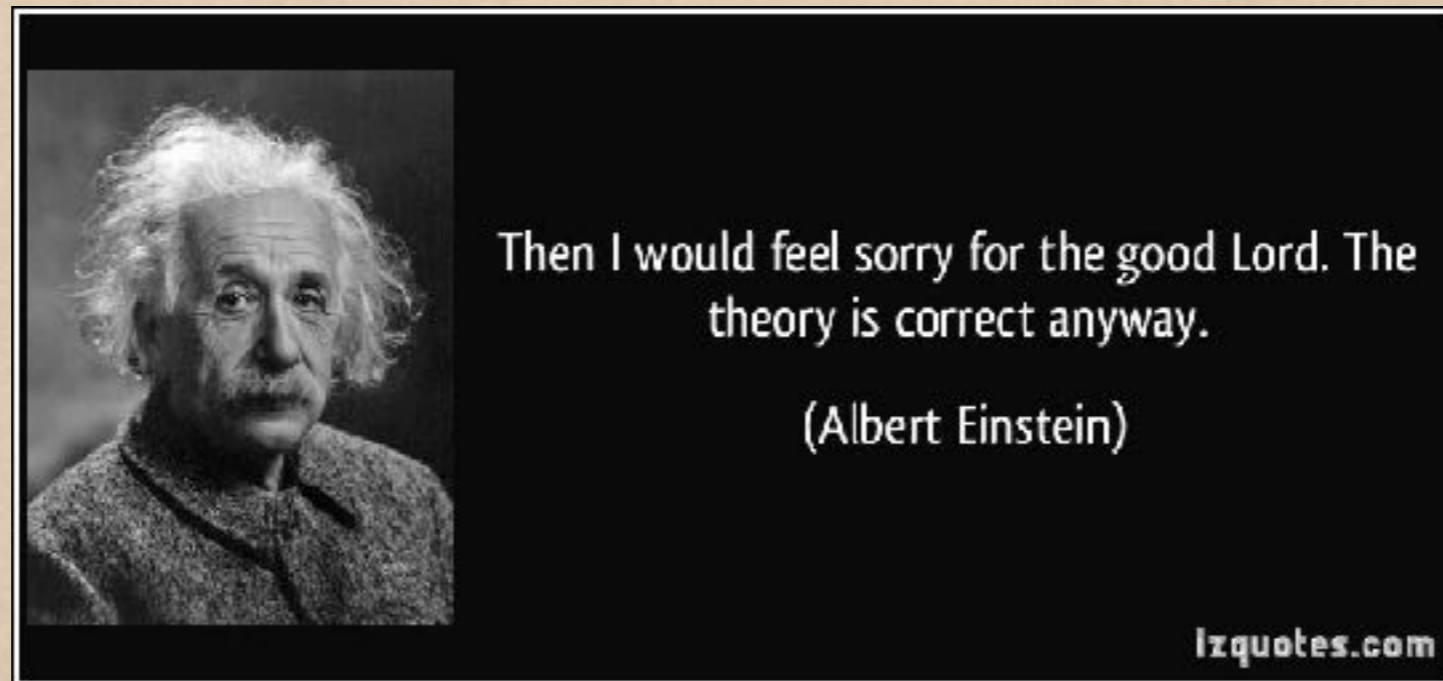 Then I would feel sorry for the good Lord. The
theory is correct anyway.
(Albert Einstein)
Izquotes.com